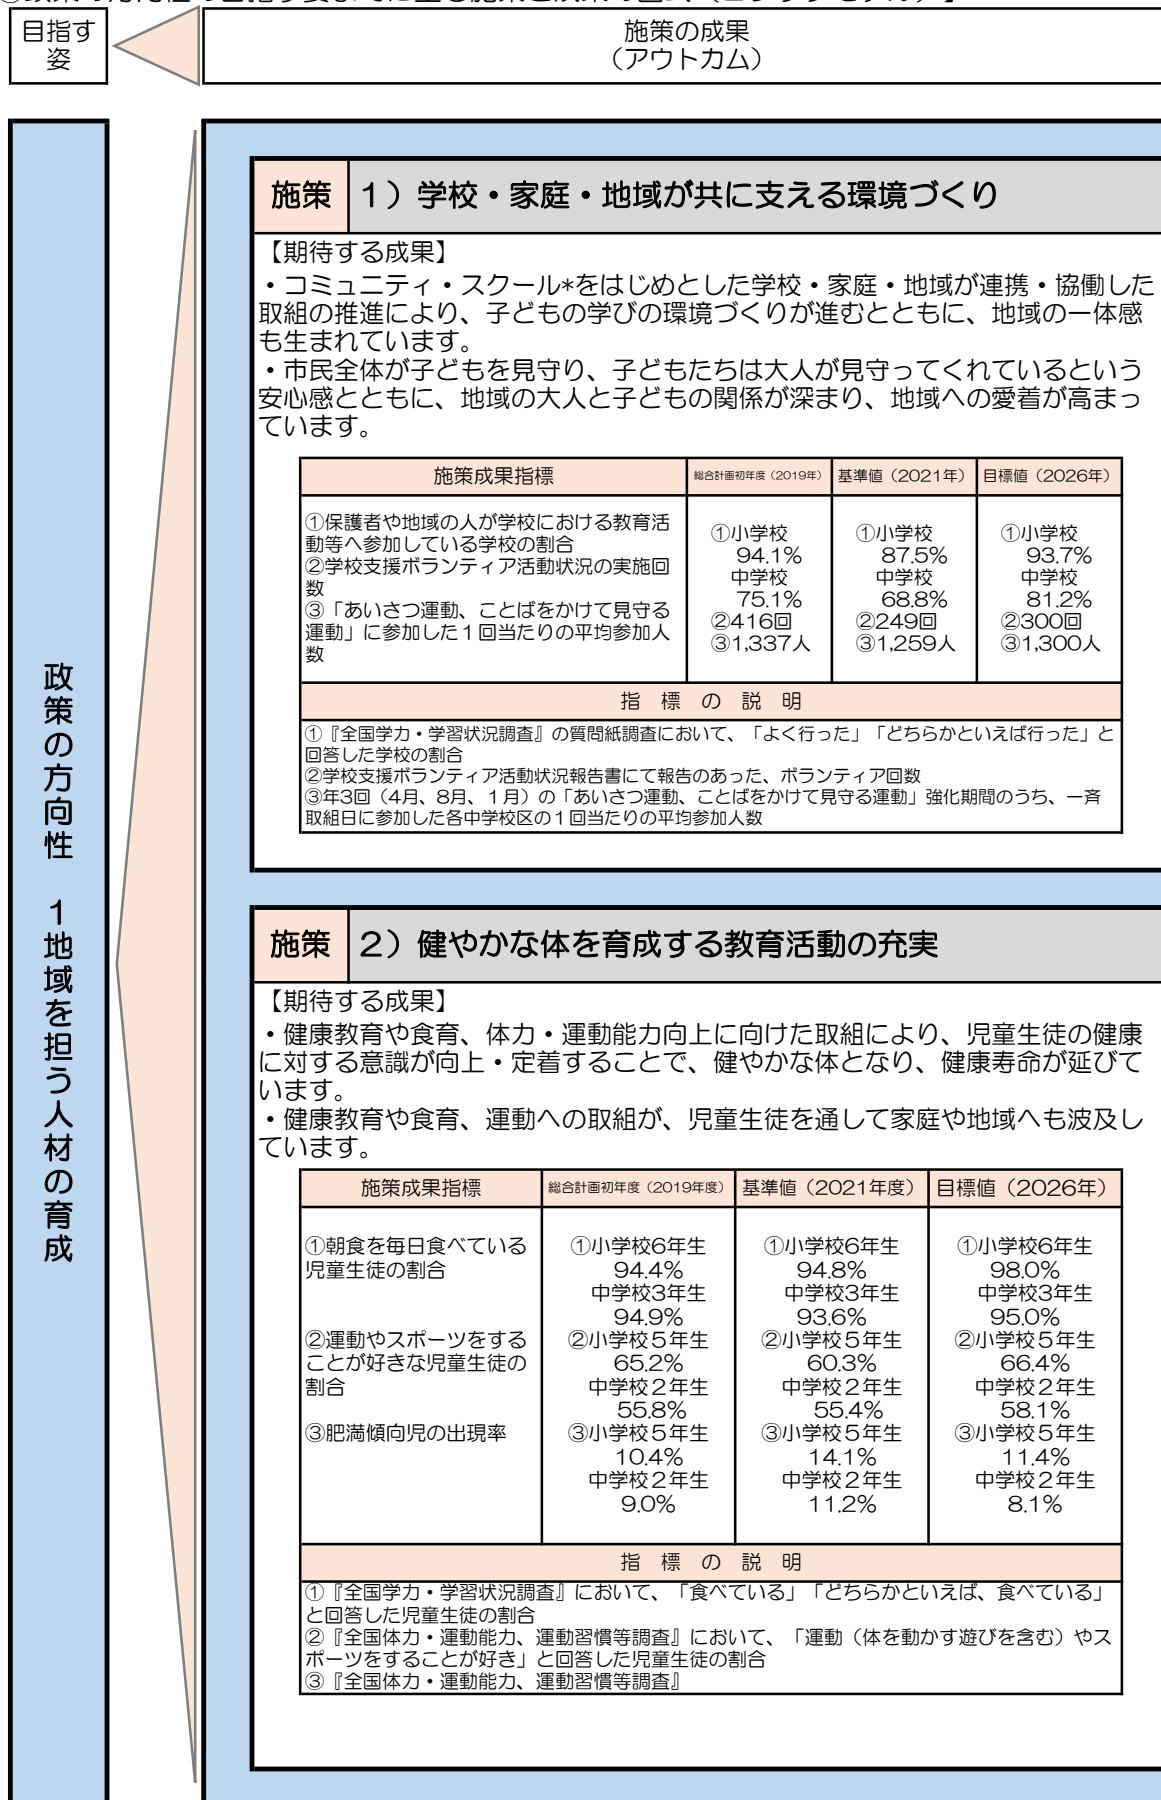 目指す
姿
施策の成果
（アウトカム）
政策の方向性　１地域を担う人材の育成
施策
１）学校・家庭・地域が共に支える環境づくり
【期待する成果】
・コミュニティ・スクール*をはじめとした学校・家庭・地域が連携・協働した
取組の推進により、子どもの学びの環境づくりが進むとともに、地域の一体感
も生まれています。
・市民全体が子どもを見守り、子どもたちは大人が見守ってくれているという
安心感とともに、地域の大人と子どもの関係が深まり、地域への愛着が高まっ
ています。
施策成果指標
総合計画初年度（2019年）
基準値（2021年）
目標値（2026年）
①保護者や地域の人が学校における教育活
動等へ参加している学校の割合
②学校支援ボランティア活動状況の実施回
数
③「あいさつ運動、ことばをかけて見守る
運動」に参加した１回当たりの平均参加人
数
①小学校
94.1%
中学校
75.1%
②416回
③1,337人
①小学校
87.5%
中学校
68.8%
②249回
③1,259人
①小学校
93.7%
中学校
81.2%
②300回
③1,300人
指　標　の　説　明
①『全国学力・学習状況調査』の質問紙調査において、「よく行った」「どちらかといえば行った」と
回答した学校の割合
②学校支援ボランティア活動状況報告書にて報告のあった、ボランティア回数
③年3回（4月、8月、１月）の「あいさつ運動、ことばをかけて見守る運動」強化期間のうち、一斉
取組日に参加した各中学校区の１回当たりの平均参加人数
施策
２）健やかな体を育成する教育活動の充実
【期待する成果】
・健康教育や食育、体力・運動能力向上に向けた取組により、児童生徒の健康
に対する意識が向上・定着することで、健やかな体となり、健康寿命が延びて
います。
・健康教育や食育、運動への取組が、児童生徒を通して家庭や地域へも波及し
ています。
施策成果指標
総合計画初年度（2019年度）
基準値（2021年度）
目標値（2026年）
①朝食を毎日食べている
児童生徒の割合
②運動やスポーツをする
ことが好きな児童生徒の
割合
③肥満傾向児の出現率
①小学校6年生
94.4%
中学校3年生
94.9%
②小学校５年生
65.2%
中学校２年生
55.8%
③小学校５年生
10.4%
中学校２年生
9.0%
①小学校6年生
94.8%
中学校3年生
93.6%
②小学校５年生
60.3%
中学校２年生
55.4%
③小学校５年生
14.1%
中学校２年生
11.2%
①小学校6年生
98.0%
中学校3年生
95.0%
②小学校５年生
66.4%
中学校２年生
58.1%
③小学校５年生
11.4%
中学校２年生
8.1%
指　標　の　説　明
①『全国学力・学習状況調査』において、「食べている」「どちらかといえば、食べている」
と回答した児童生徒の割合
②『全国体力・運動能力、運動習慣等調査』において、「運動（体を動かす遊びを含む）やス
ポーツをすることが好き」と回答した児童生徒の割合
③『全国体力・運動能力、運動習慣等調査』